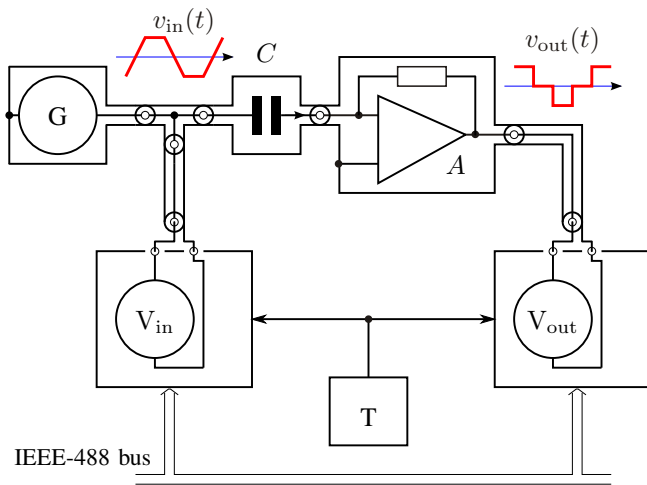 v_in(t)
C
v_out(t)
G
A
V_in
V_out
T
IEEE-488 bus